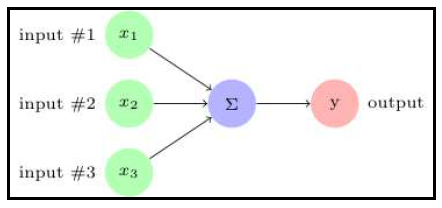 input #1 x₁
input #2 x₂ Σ y output
input #3 x₃